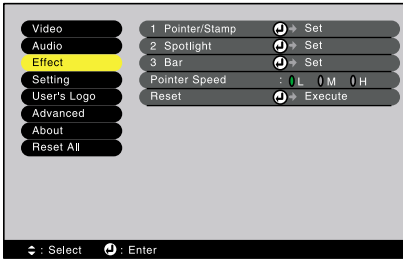 Video
Audio
Effect
Setting
User's Logo
Advanced
About
Reset All
1 Pointer/Stamp Set
2 Spotlight Set
3 Bar Set
Pointer Speed : L M H
Reset Execute
: Select : Enter